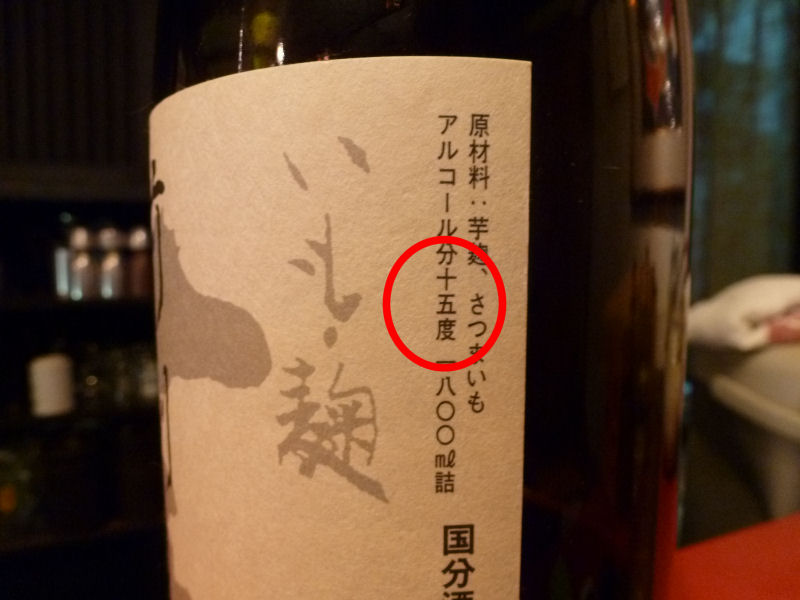 原材料：芋麹、さつまいも
アルコール分十五度 一八〇〇㎖詰
いも・麹
国分酒